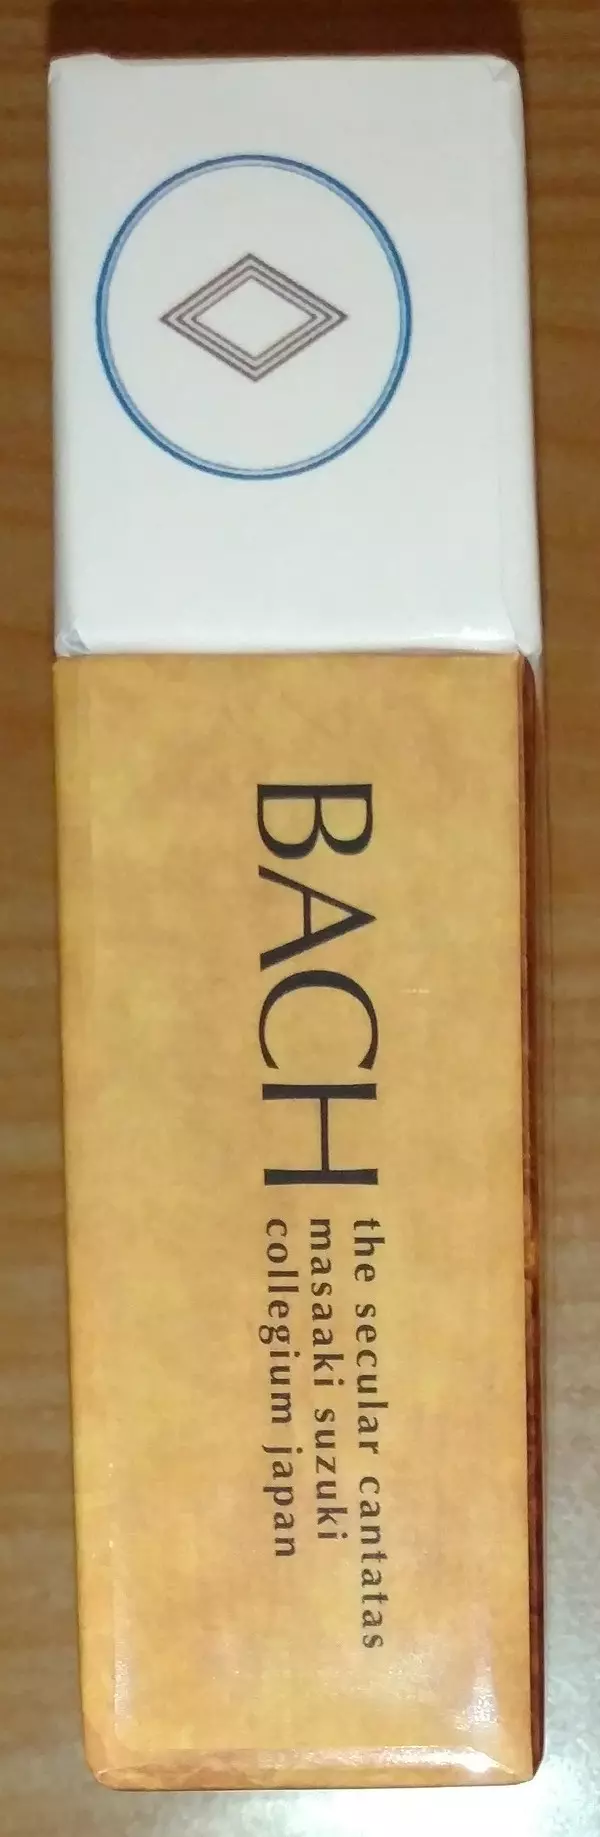 BACH
the secular cantatas
masaaki suzuki
collegium japan